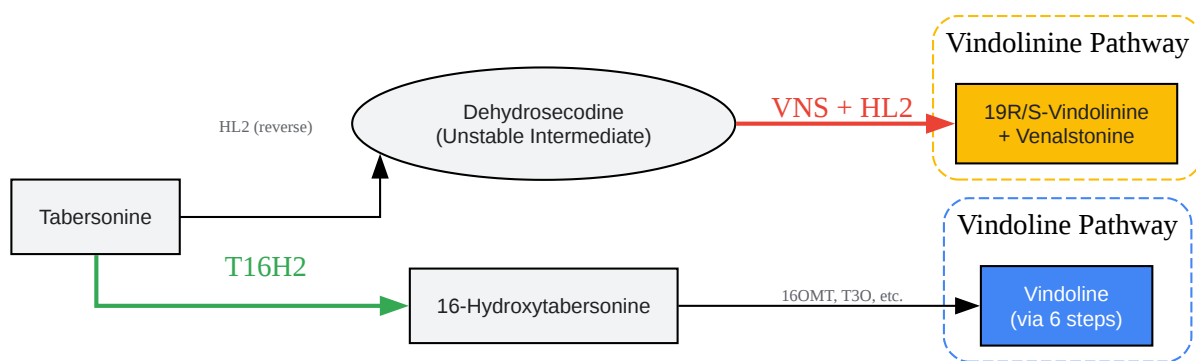 Vindolinine Pathway
HL2 (reverse)
Dehydrosecodine
(Unstable Intermediate)
VNS + HL2
19R/S-Vindolinine
+ Venalstonine
Tabersonine
Vindoline Pathway
T16H2
16-Hydroxytabersonine
16OMT, T3O, etc.
Vindoline
(via 6 steps)